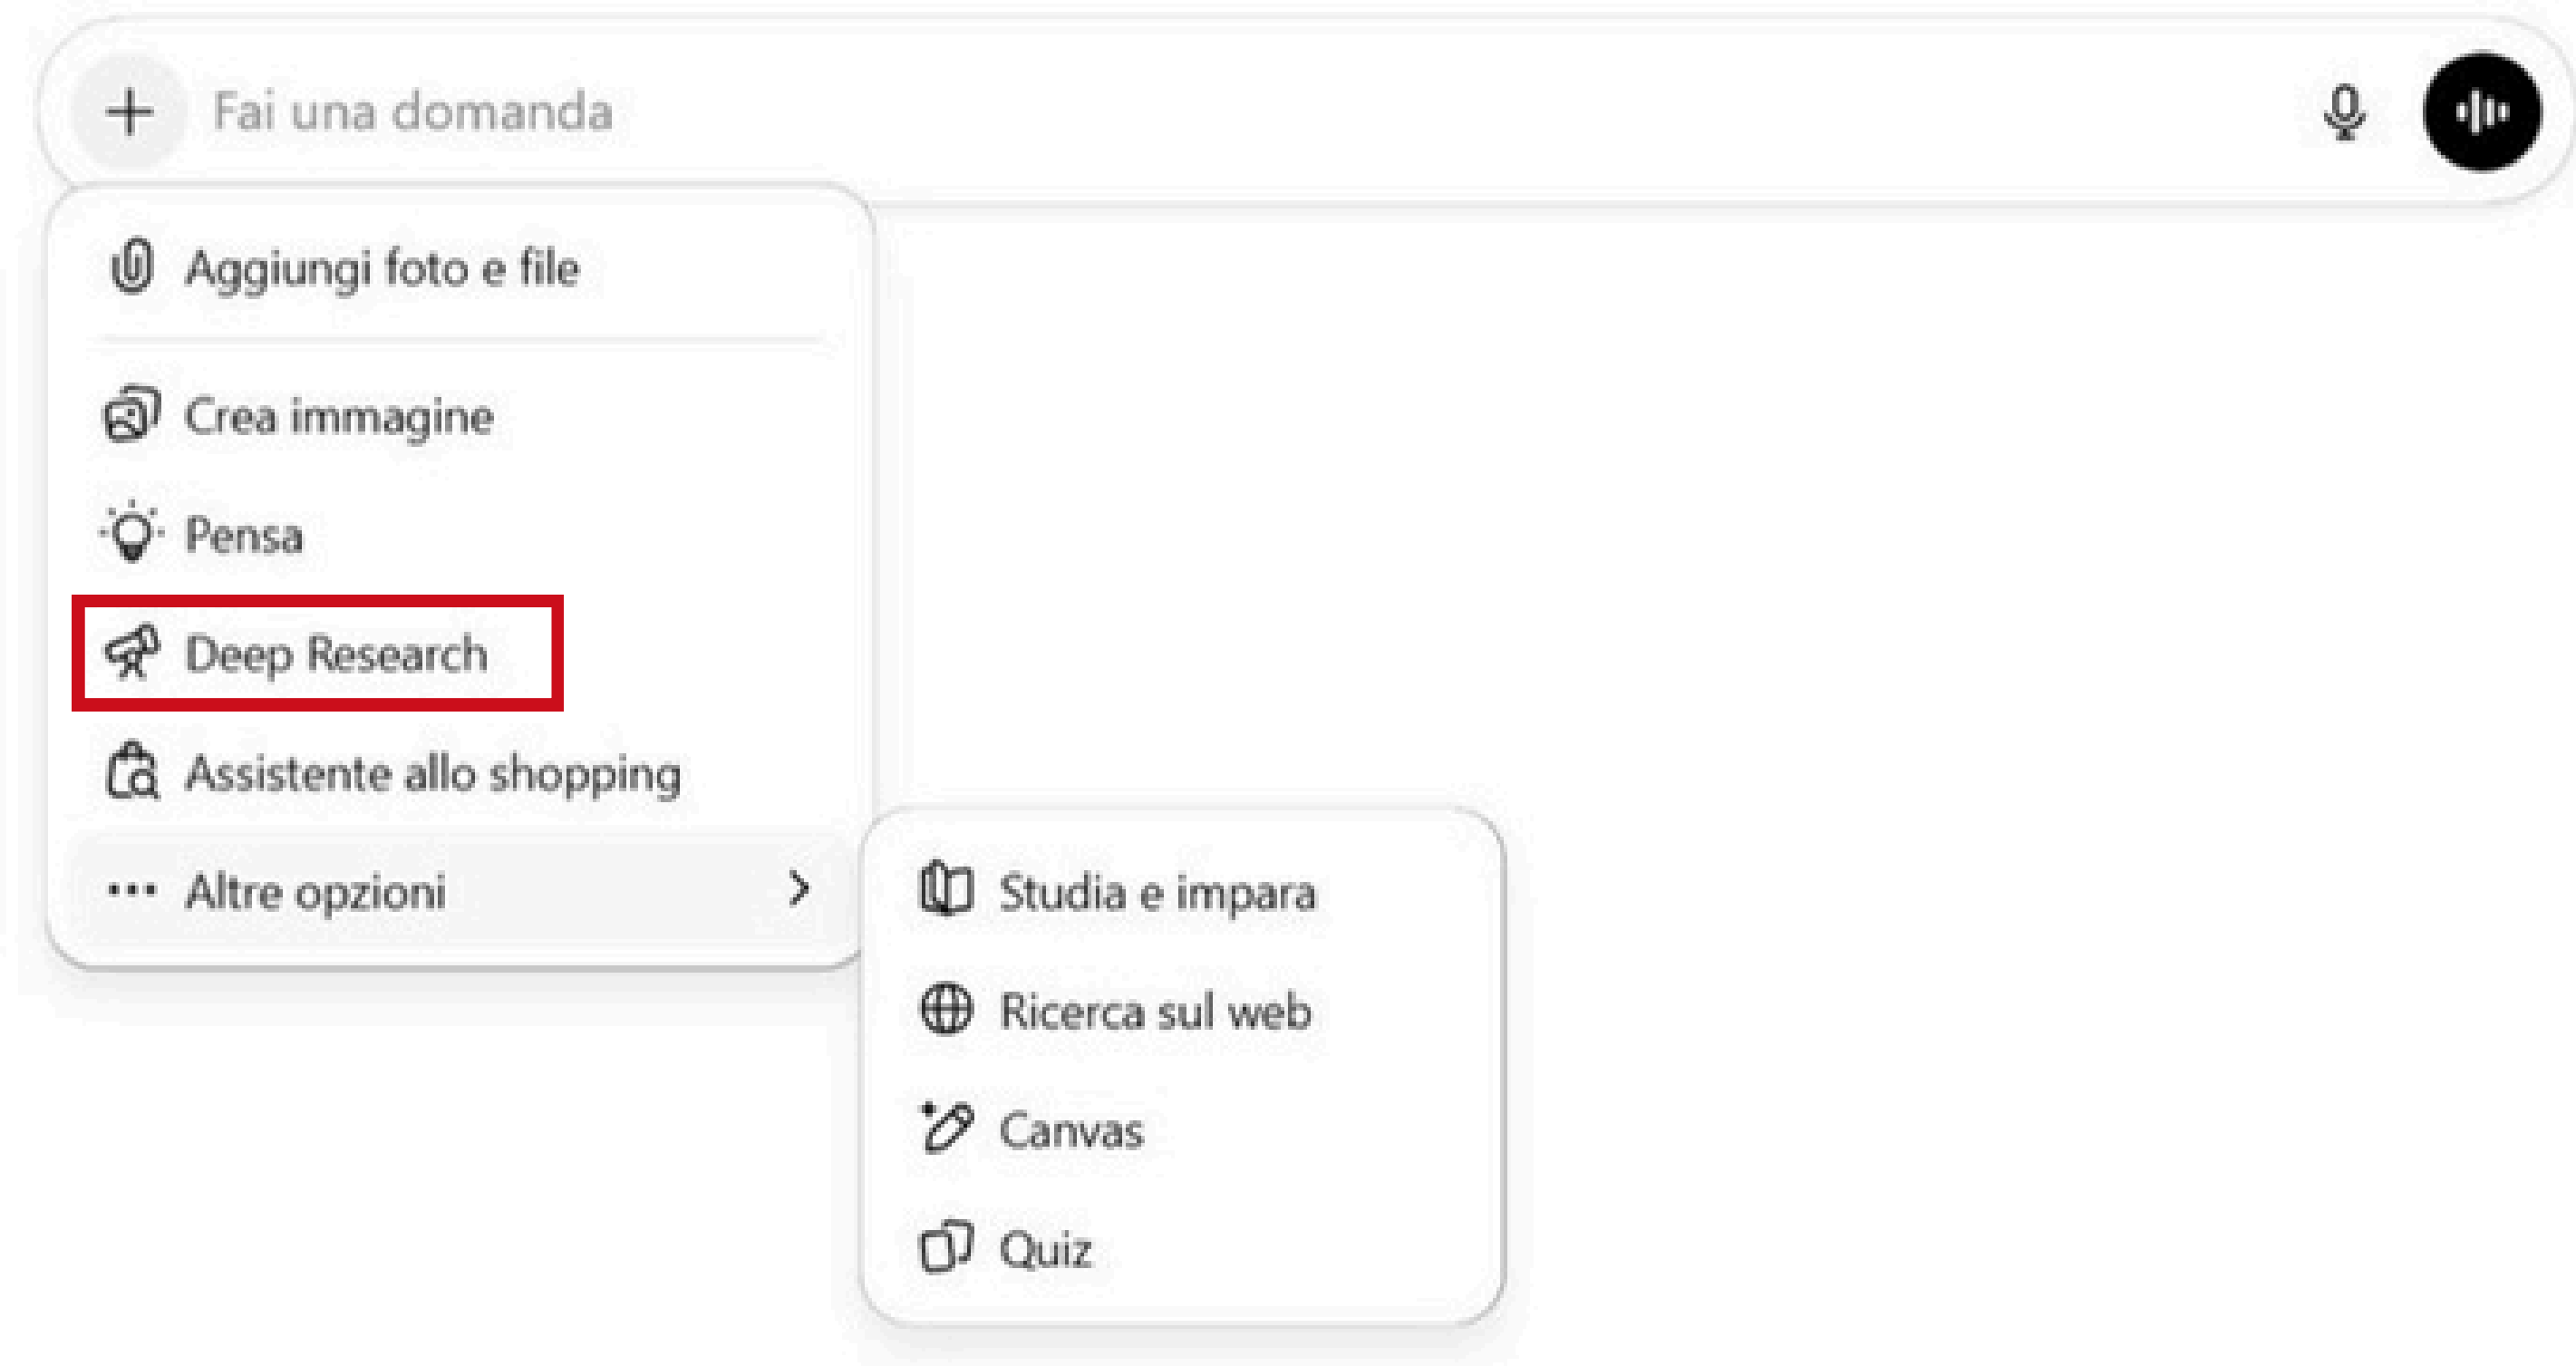 Fai una domanda
Aggiungi foto e file
Crea immagine
Pensa
Deep Research
Assistente allo shopping
Altre opzioni
Studia e impara
Ricerca sul web
Canvas
Quiz